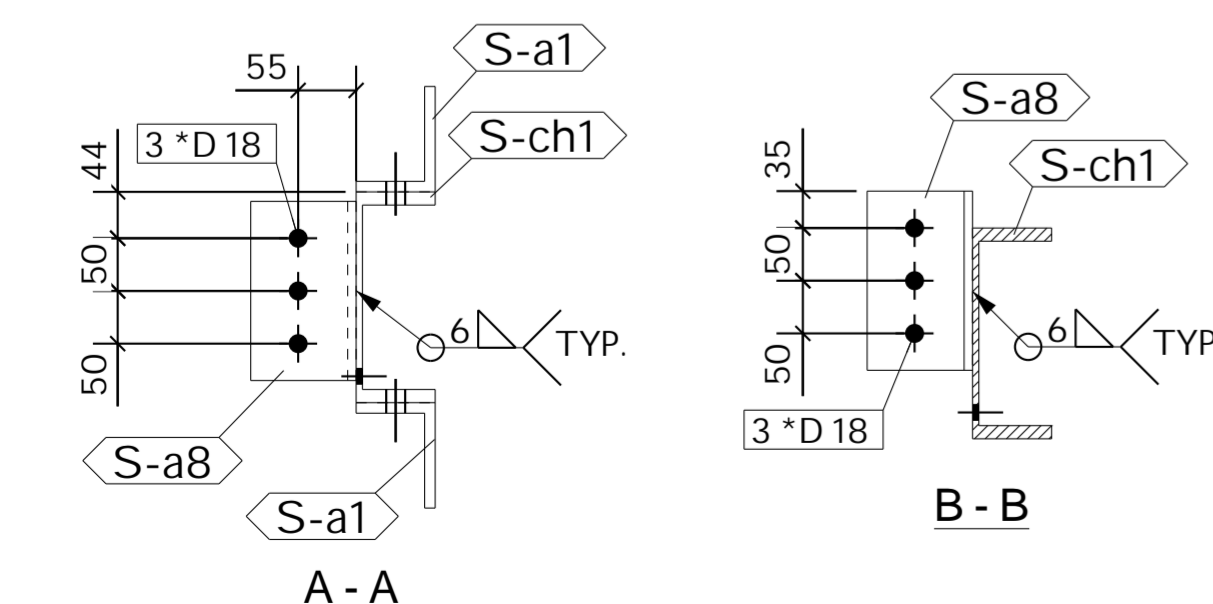 55
S-a1
3 *D 18
S-ch1
44
50
50
6
TYP.
S-a8
S-a1
A - A
S-a8
35
S-ch1
50
50
6
TYP
3 *D 18
B - B